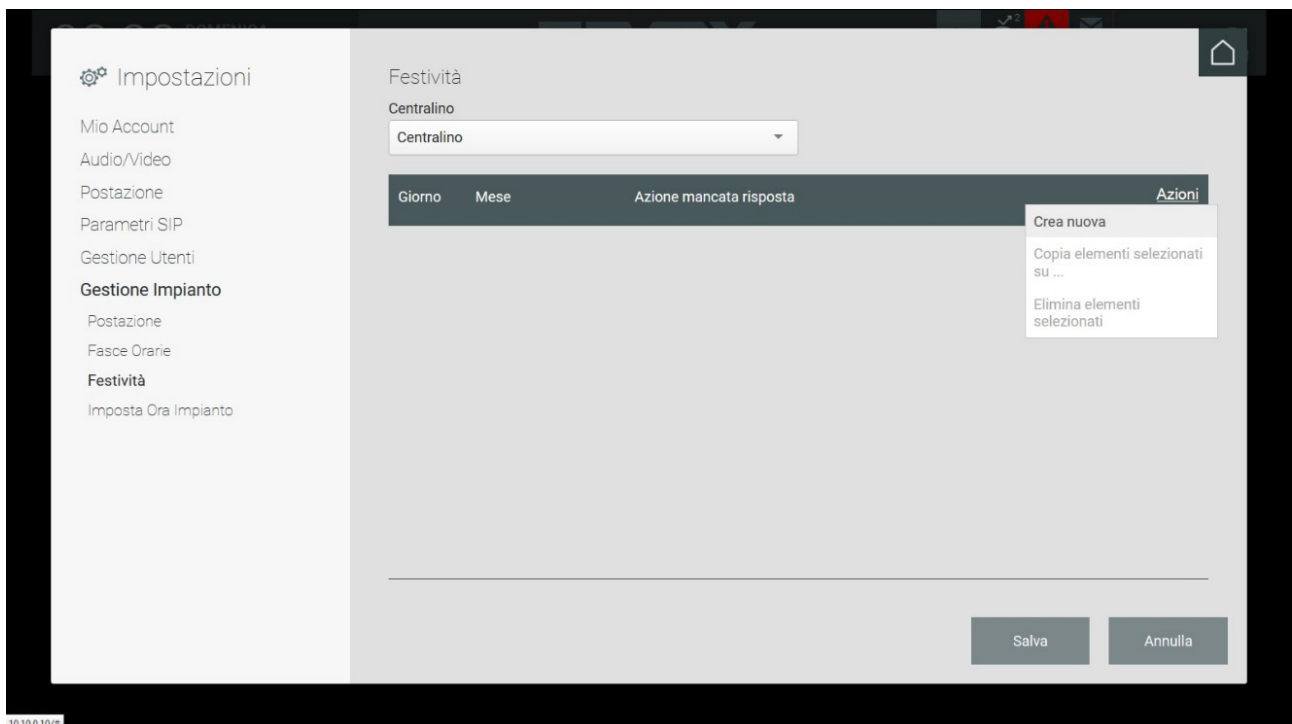 Impostazioni
Mio Account
Audio/Video
Postazione
Parametri SIP
Gestione Utenti
Gestione Impianto
Postazione
Fasce Orarie
Festività
Imposta Ora Impianto
Festività
Centralino
Centralino
Giorno Mese Azione mancata risposta Azioni
Crea nuova
Copia elementi selezionati
su ...
Elimina elementi
selezionati
Salva Annulla